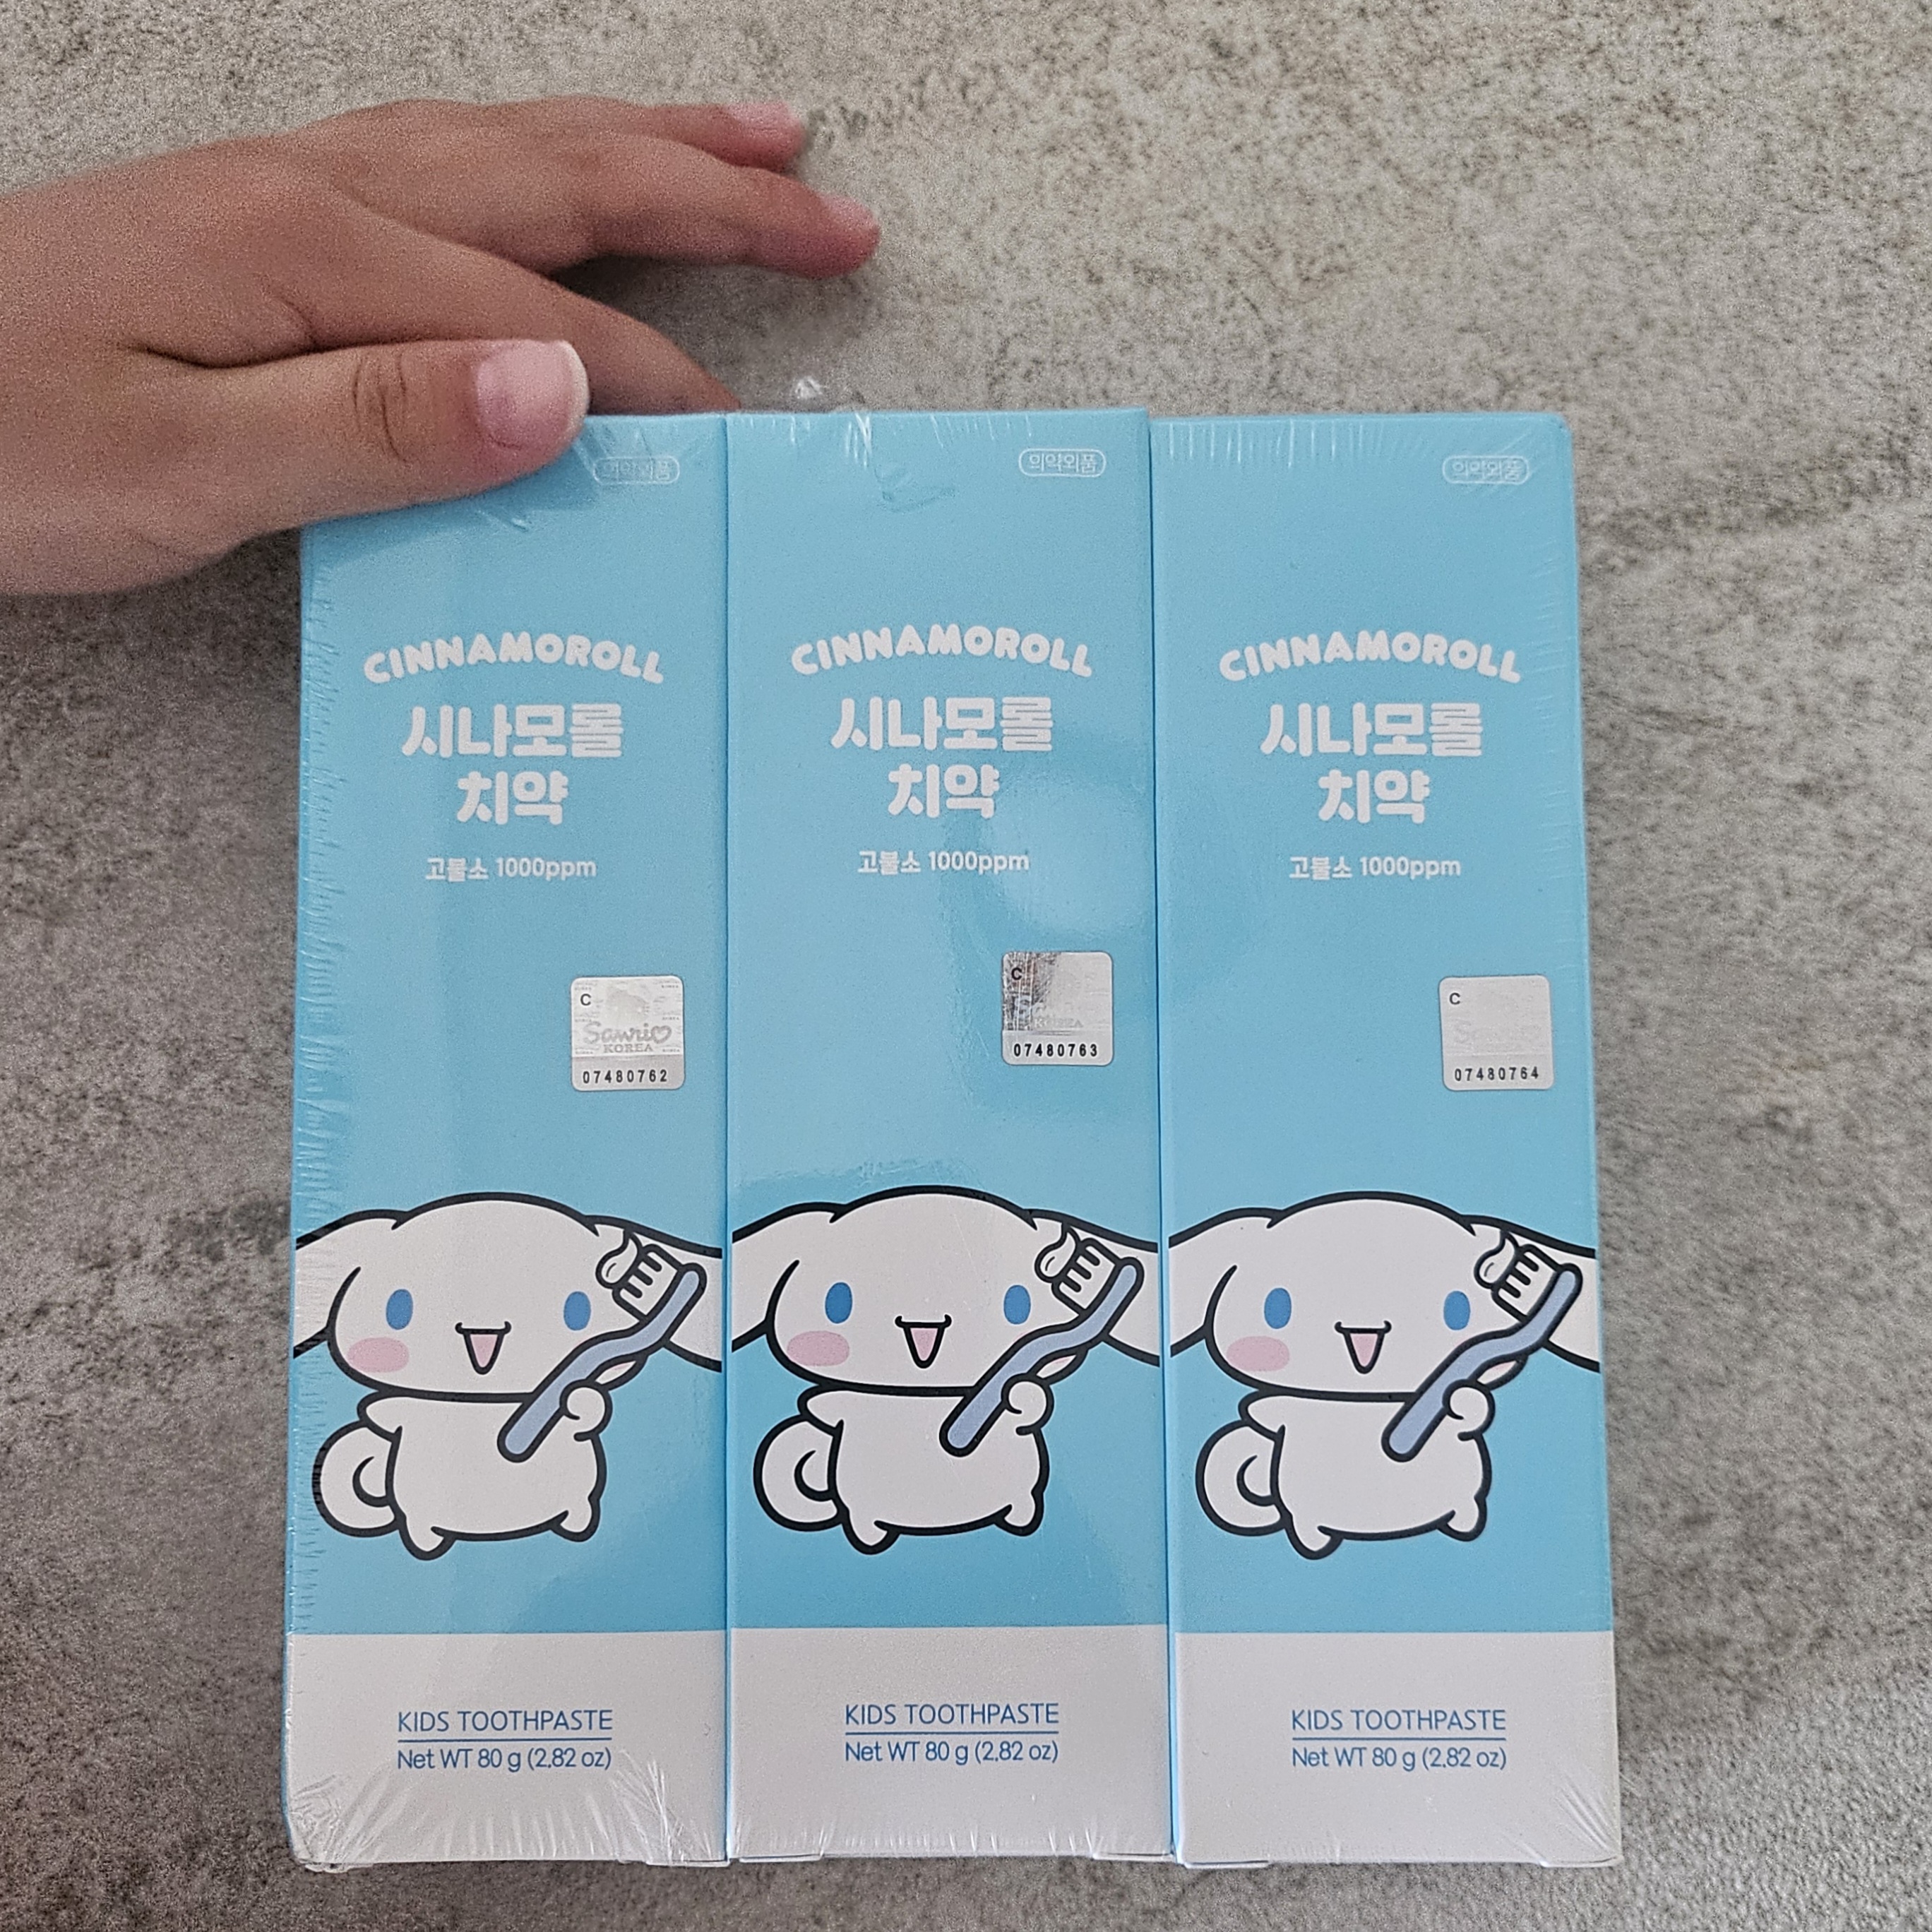 의약외품
CINNAMOROLL
시나모롤
치약
고불소 1000ppm
C
Sanrio
KOREA
07480762
KIDS TOOTHPASTE
Net WT 80 g (2.82 oz)
의약외품
CINNAMOROLL
시나모롤
치약
고불소 1000ppm
C
KOREA
07480763
KIDS TOOTHPASTE
Net WT 80 g (2.82 oz)
의약외품
CINNAMOROLL
시나모롤
치약
고불소 1000ppm
C
Sanrio
07480764
KIDS TOOTHPASTE
Net WT 80 g (2.82 oz)